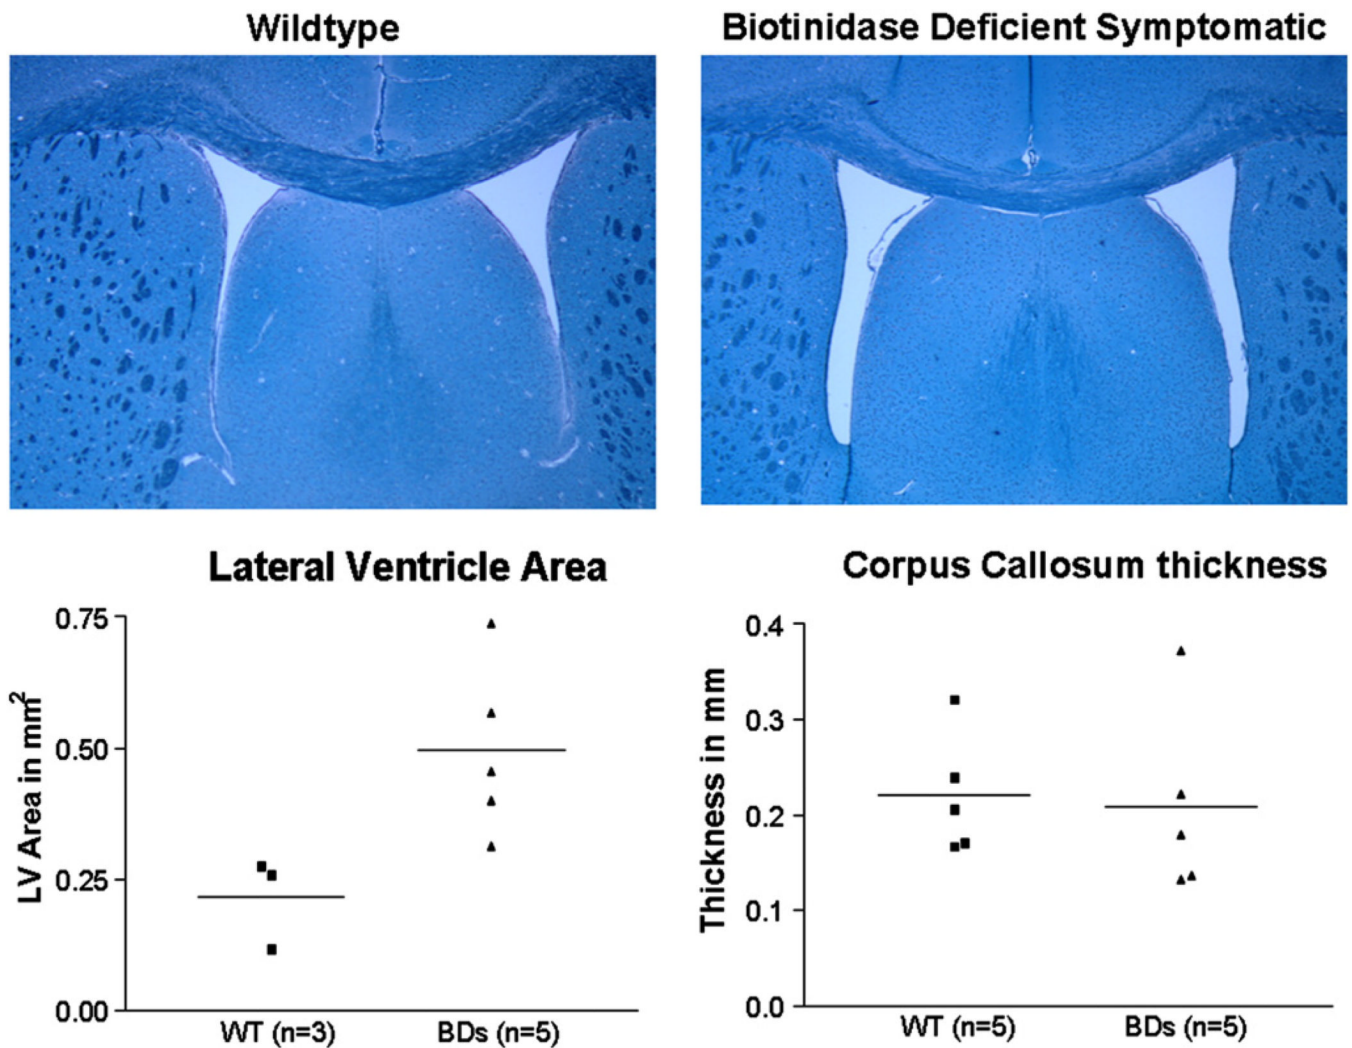 Wildtype
Biotinidase Deficient Symptomatic
Lateral Ventricle Area
LV Area in mm²
0.75
0.50
0.25
0.00
WT (n=3)
BDs (n=5)
Corpus Callosum thickness
Thickness in mm
0.4
0.3
0.2
0.1
0.0
WT (n=5)
BDs (n=5)